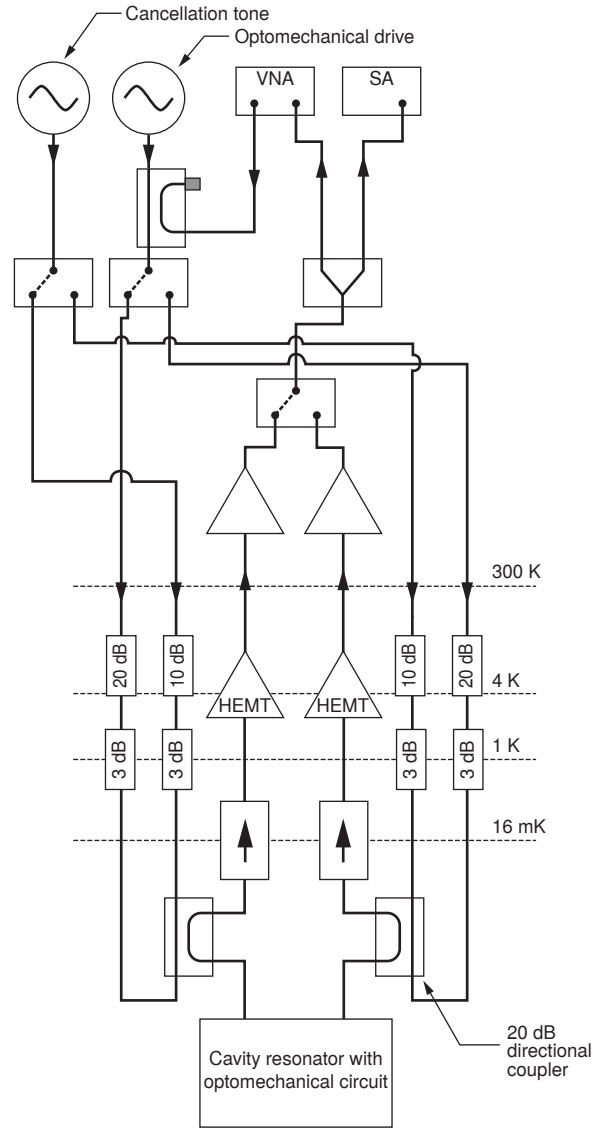 Cancellation tone
Optomechanical drive
VNA
SA
300 K
20 dB
10 dB
10 dB
20 dB
4 K
HEMT
HEMT
3 dB
3 dB
3 dB
3 dB
1 K
16 mK
20 dB
directional
coupler
Cavity resonator with
optomechanical circuit